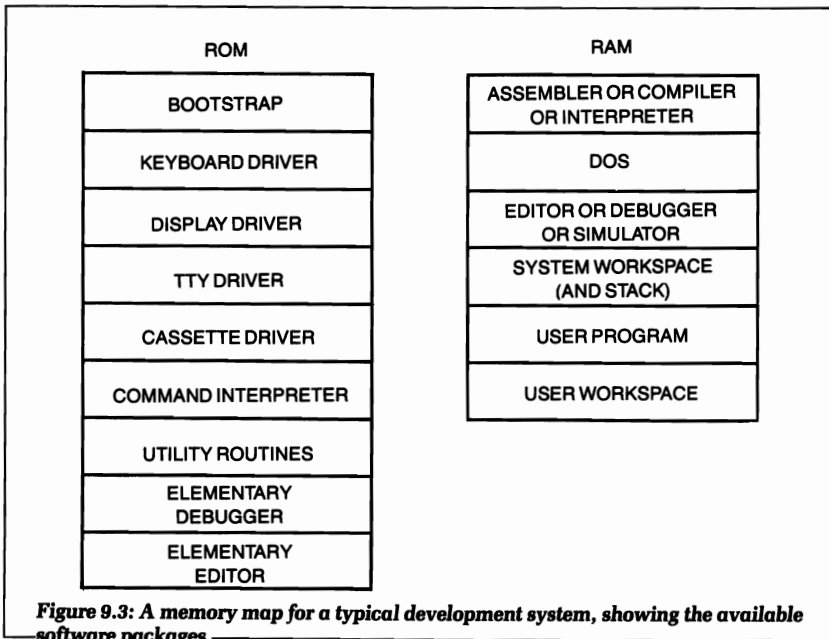 ROM
BOOTSTRAP
KEYBOARD DRIVER
DISPLAY DRIVER
TTY DRIVER
CASSETTE DRIVER
COMMAND INTERPRETER
UTILITY ROUTINES
ELEMENTARY
DEBUGGER
ELEMENTARY
EDITOR
RAM
ASSEMBLER OR COMPILER
OR INTERPRETER
DOS
EDITOR OR DEBUGGER
OR SIMULATOR
SYSTEM WORKSPACE
(AND STACK)
USER PROGRAM
USER WORKSPACE
Figure 9.3: A memory map for a typical development system, showing the available
software packages